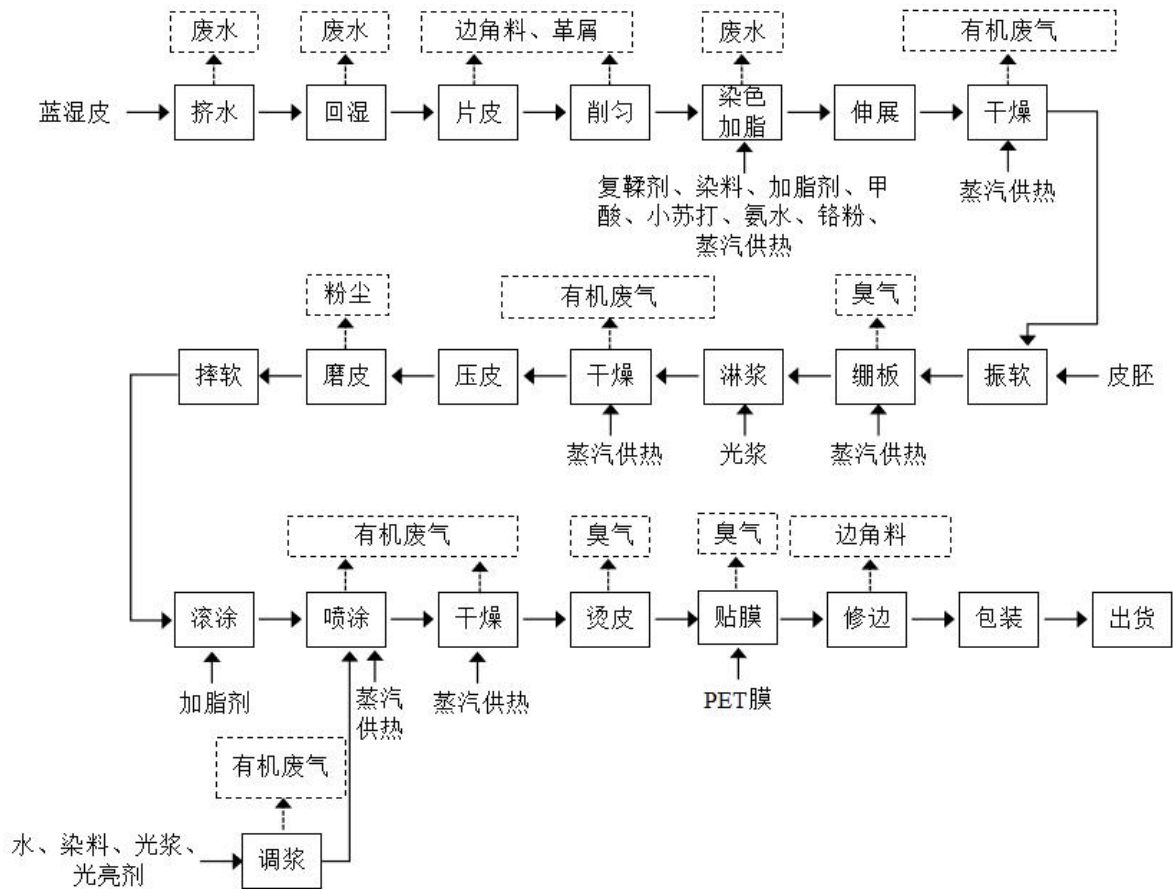 废水
废水
边角料、革屑
废水
有机废气
蓝湿皮
挤水
回湿
片皮
削匀
染色
加脂
伸展
干燥
复鞣剂、染料、加脂剂、甲
酸、小苏打、氨水、铬粉、
蒸汽供热
蒸汽供热
粉尘
有机废气
臭气
摔软
磨皮
压皮
干燥
淋浆
绷板
振软
皮胚
蒸汽供热
光浆
蒸汽供热
有机废气
臭气
臭气
边角料
滚涂
喷涂
干燥
烫皮
贴膜
修边
包装
出货
加脂剂
蒸汽
供热
蒸汽供热
PET膜
有机废气
水、染料、光浆、
光亮剂
调浆